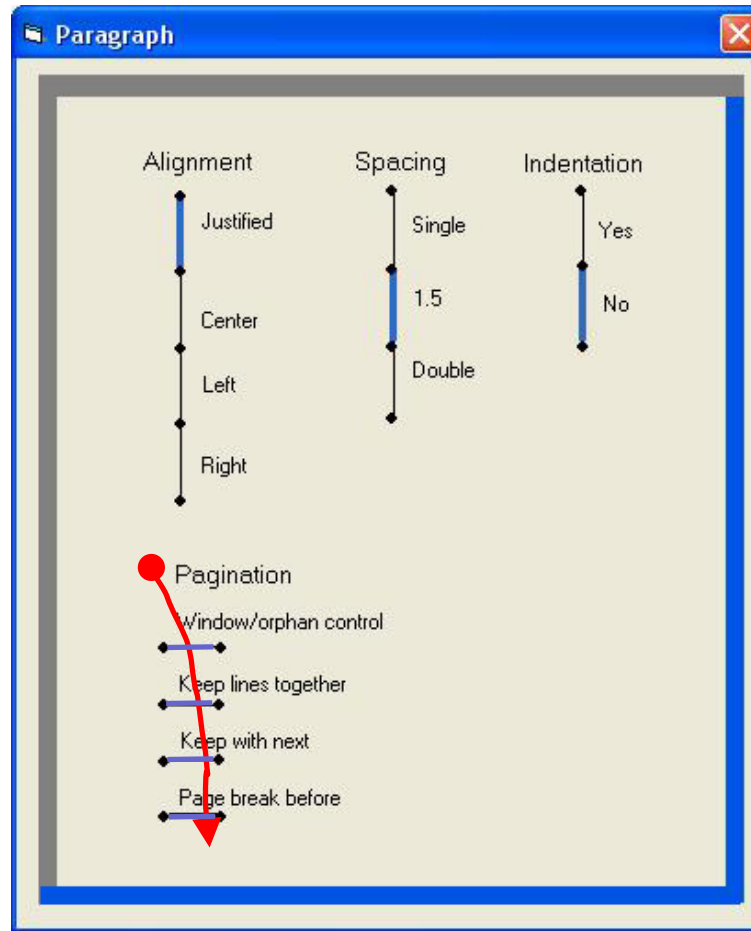 Paragraph
Alignment
Justified
Center
Left
Right
Spacing
Single
1.5
Double
Indentation
Yes
No
Pagination
Window/orphan control
Keep lines together
Keep with next
Page break before